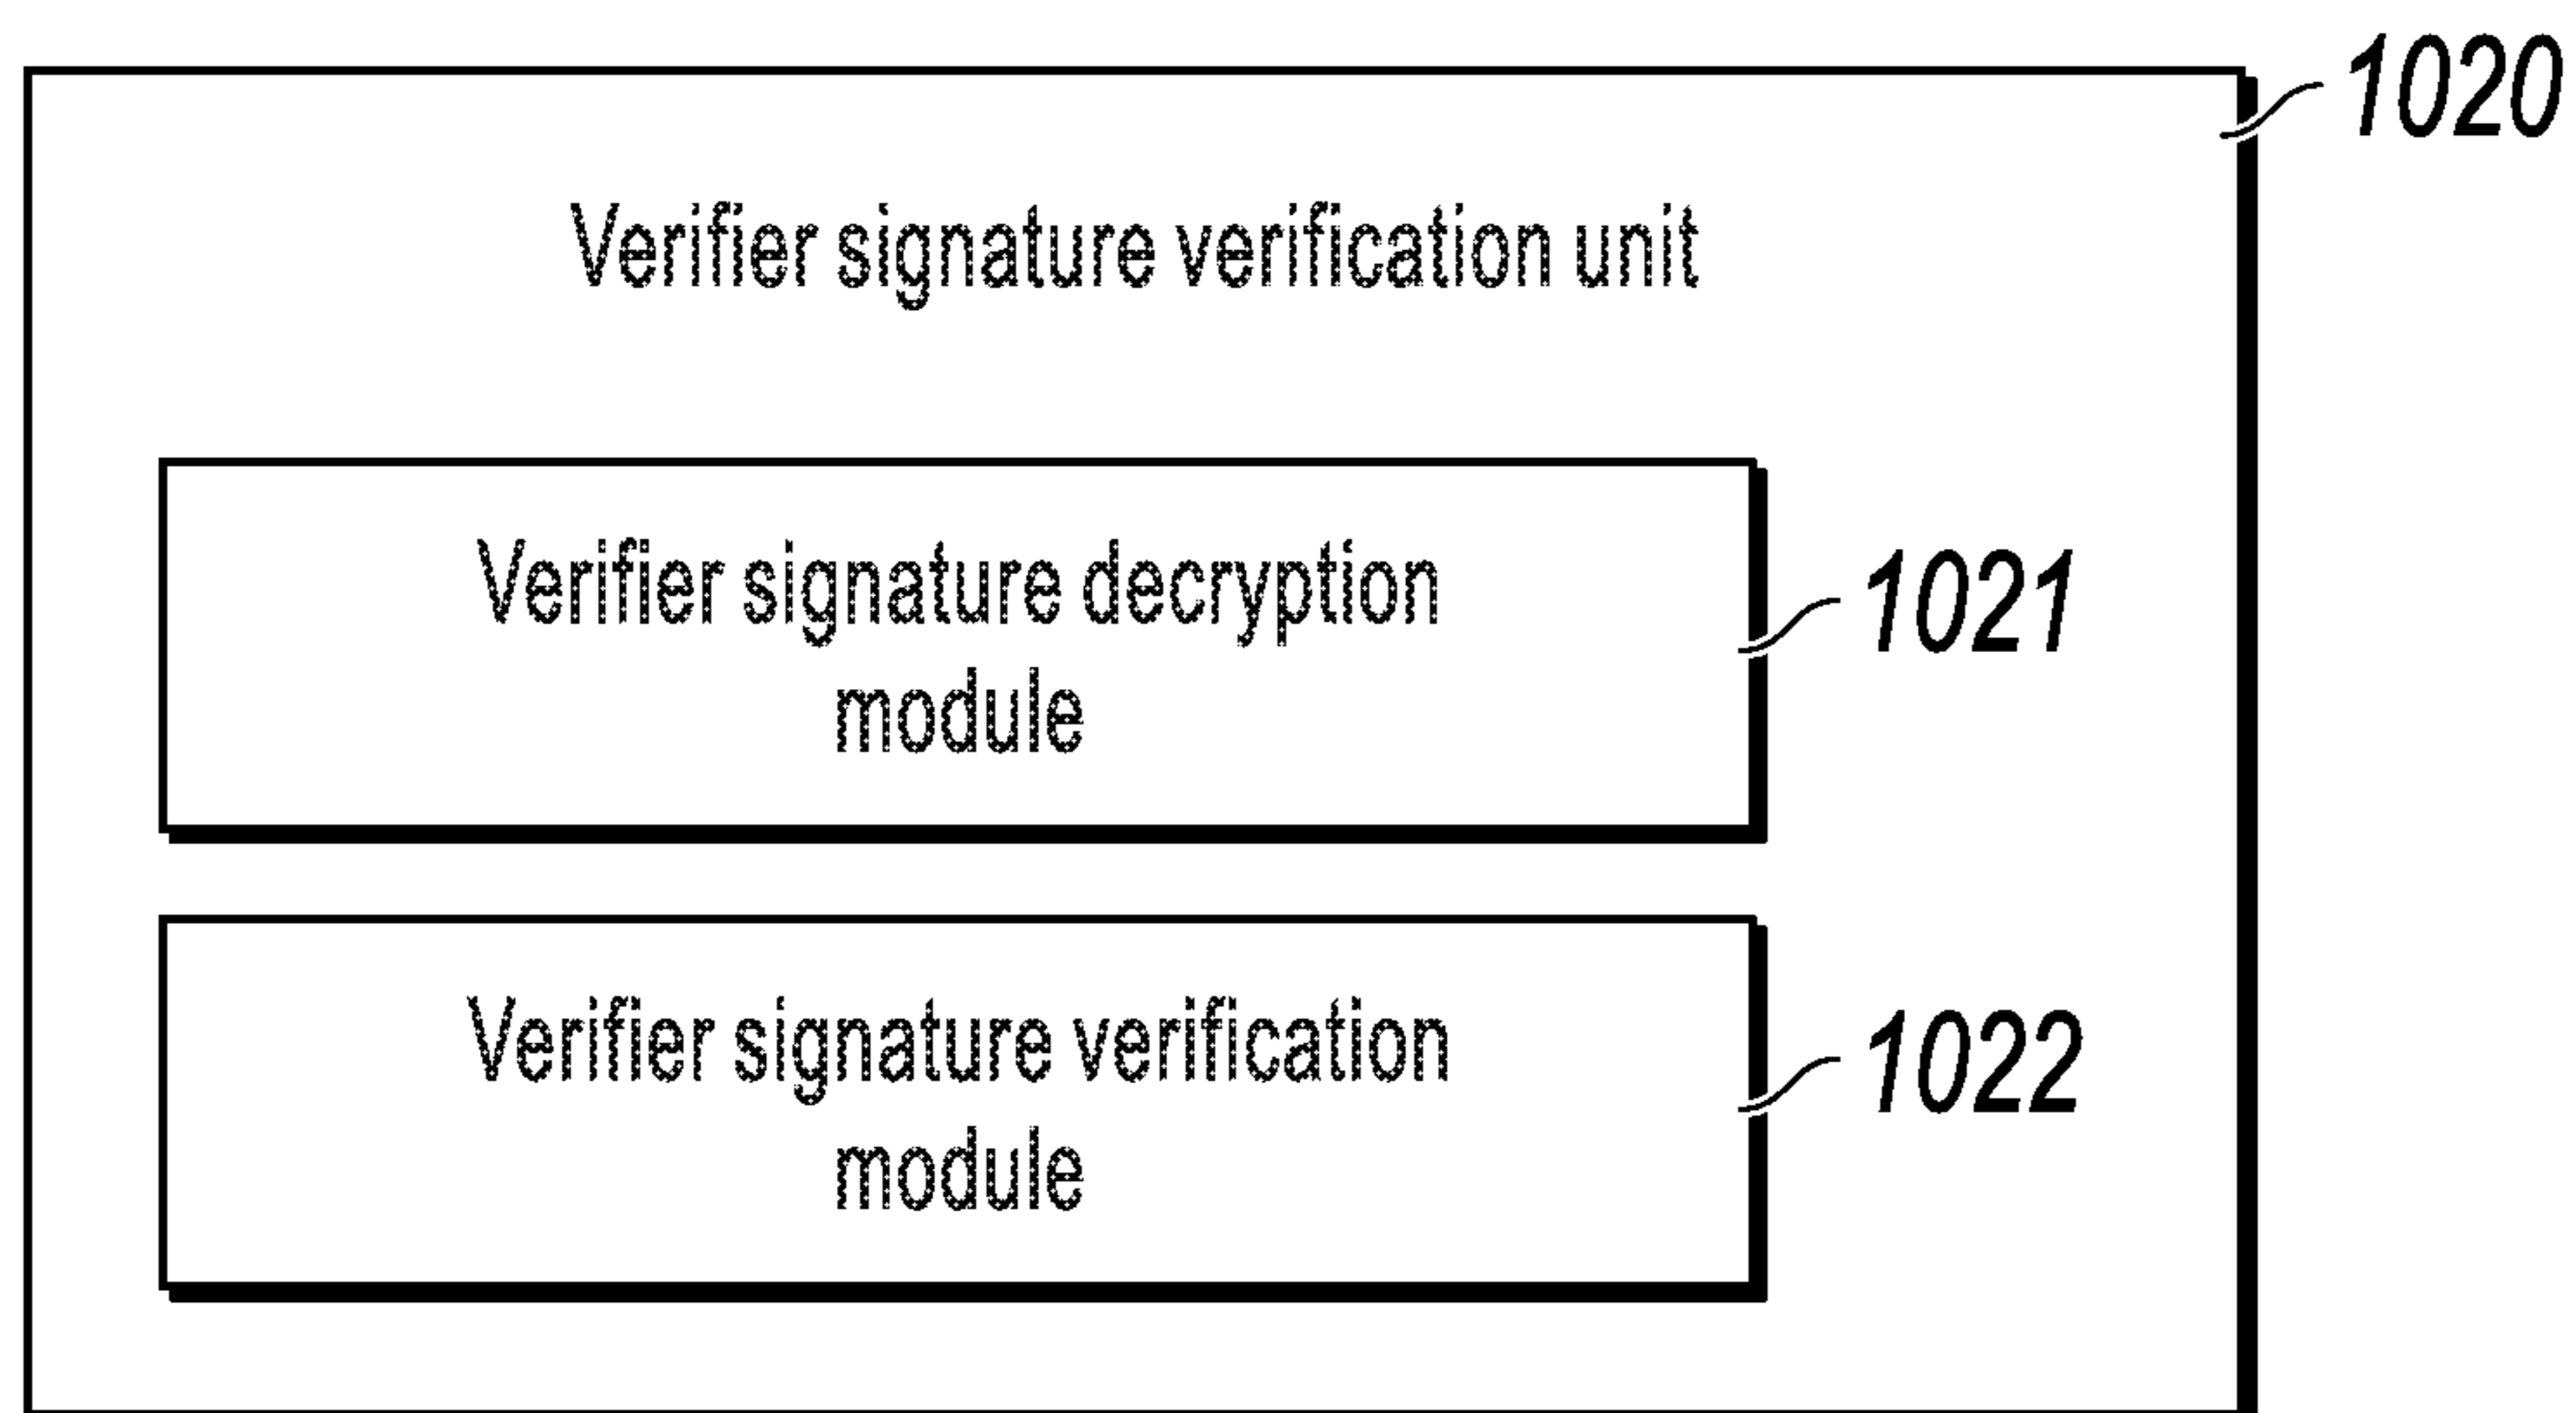 1020
Verifier signature verification unit
Verifier signature decryption
module
1021
Verifier signature verification
module
1022